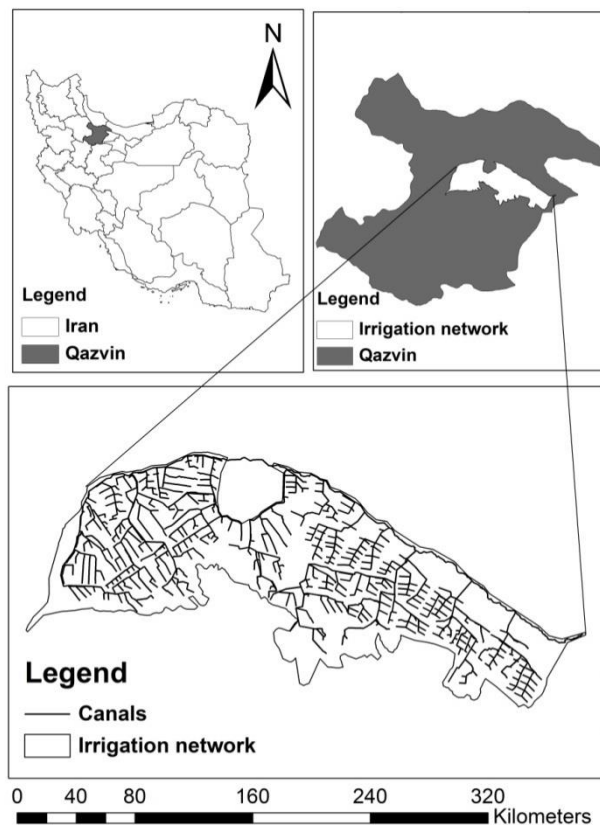 N
Legend
Iran
Qazvin
Legend
Irrigation network
Qazvin
Legend
Canals
Irrigation network
0 40 80 160 240 320
Kilometers